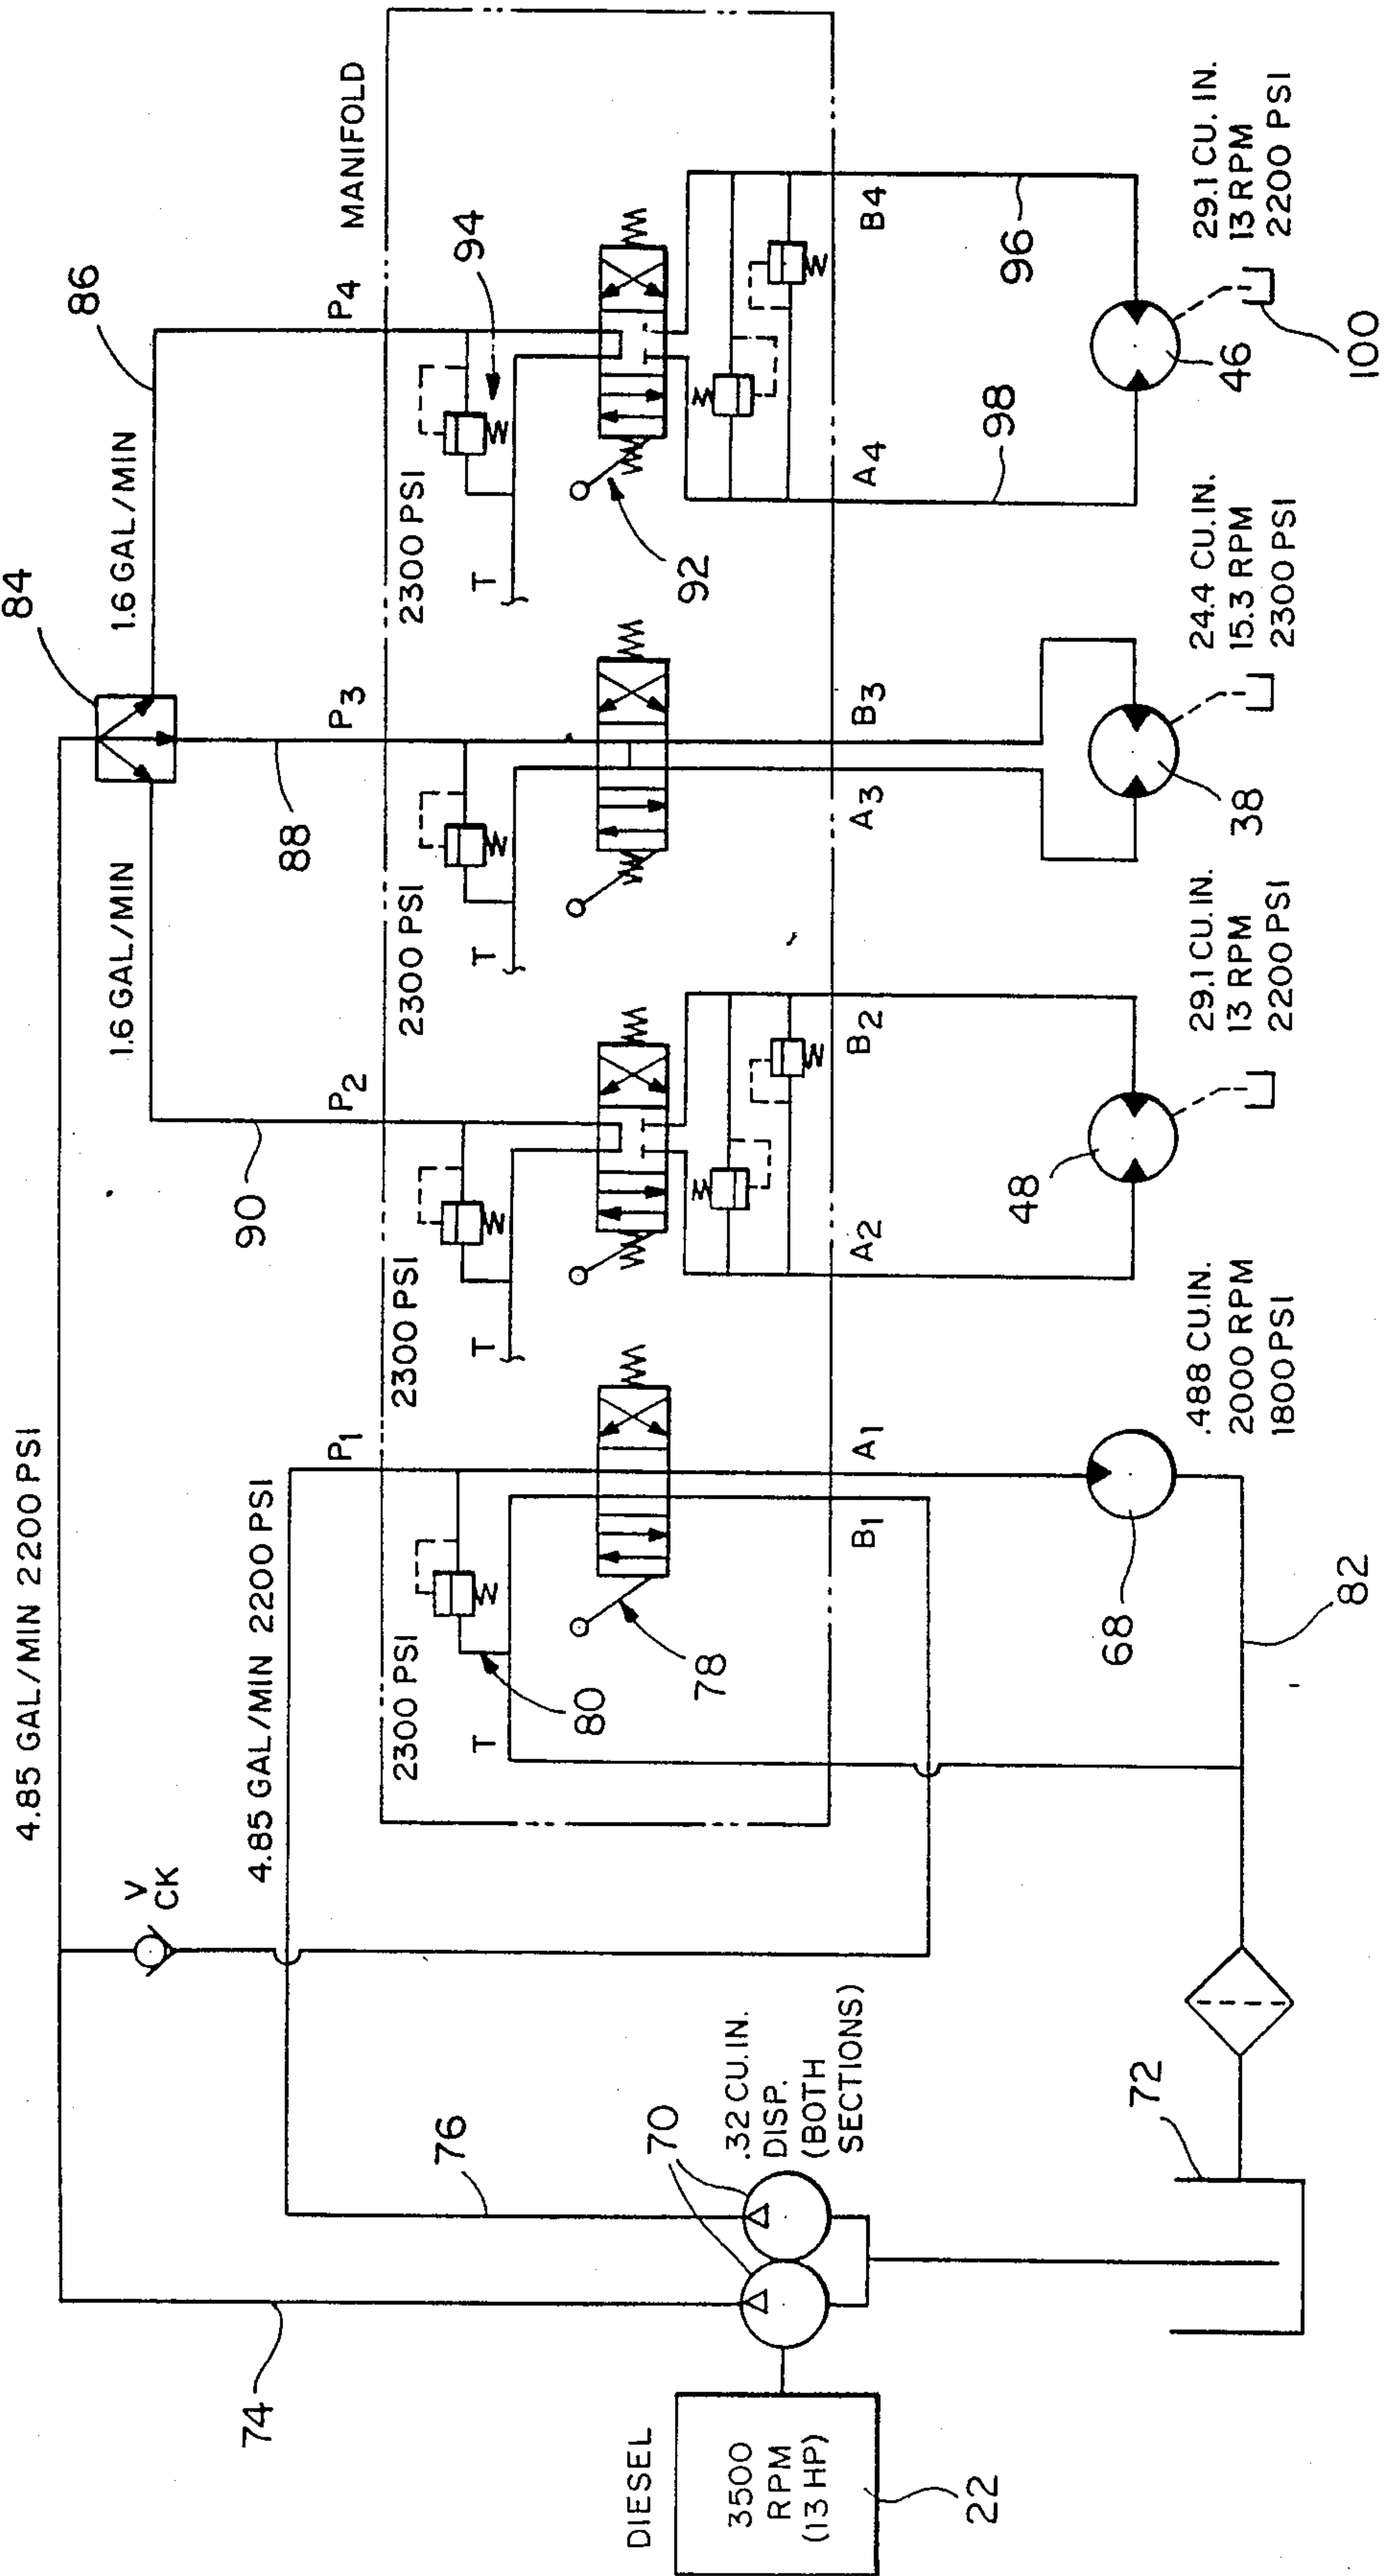 4.85 GAL/MIN 2200 PSI
84
1.6 GAL/MIN
1.6 GAL/MIN
86
V
CK
4.85 GAL/MIN 2200 PSI
74
76
90
88
P1
P2
P3
P4
MANIFOLD
2300 PSI
2300 PSI
2300 PSI
2300 PSI
94
T
T
T
T
80
78
92
DIESEL
3500
RPM
(13 HP)
22
70
.32 CU.IN.
DISP.
(BOTH
SECTIONS)
B1
A1
A2
B2
A3
B3
A4
B4
68
48
38
98
96
46
72
82
.488 CU.IN.
2000 RPM
1800 PSI
29.1 CU.IN.
13 RPM
2200 PSI
24.4 CU.IN.
15.3 RPM
2300 PSI
29.1 CU. IN.
13 RPM
2200 PSI
100